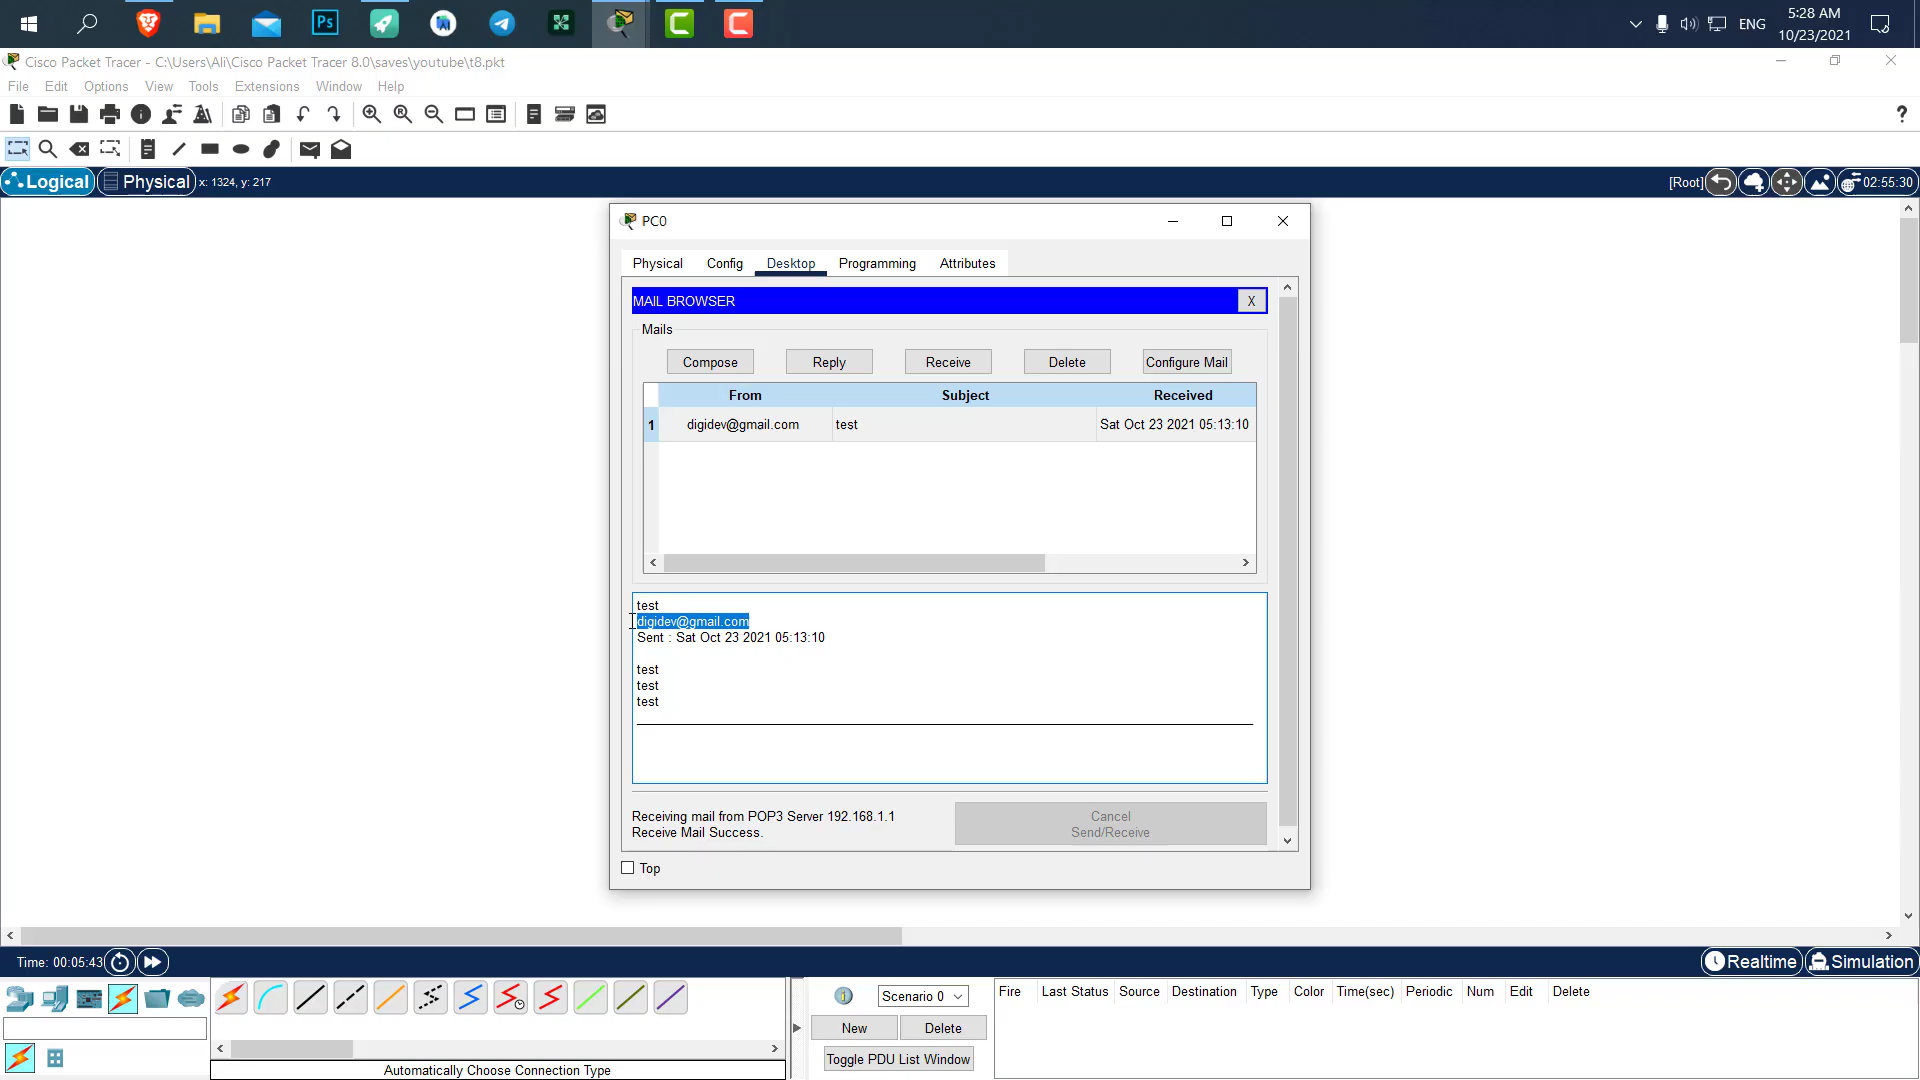 Ps
ENG
5:28 AM
10/23/2021
Cisco Packet Tracer - C:\Users\Ali\Cisco Packet Tracer 8.0\saves\youtube\t8.pkt
File Edit Options View Tools Extensions Window Help
?
Logical Physical x: 1324, y: 217
[Root] 02:55:30
PC0
Physical Config Desktop Programming Attributes
MAIL BROWSER X
Mails
Compose Reply Receive Delete Configure Mail
From Subject Received
1 digidev@gmail.com test Sat Oct 23 2021 05:13:10
test
digidev@gmail.com
Sent : Sat Oct 23 2021 05:13:10
test
test
test
Receiving mail from POP3 Server 192.168.1.1
Receive Mail Success.
Cancel
Send/Receive
Top
Time: 00:05:43
Realtime Simulation
Scenario 0
New Delete
Toggle PDU List Window
Fire Last Status Source Destination Type Color Time(sec) Periodic Num Edit Delete
Automatically Choose Connection Type